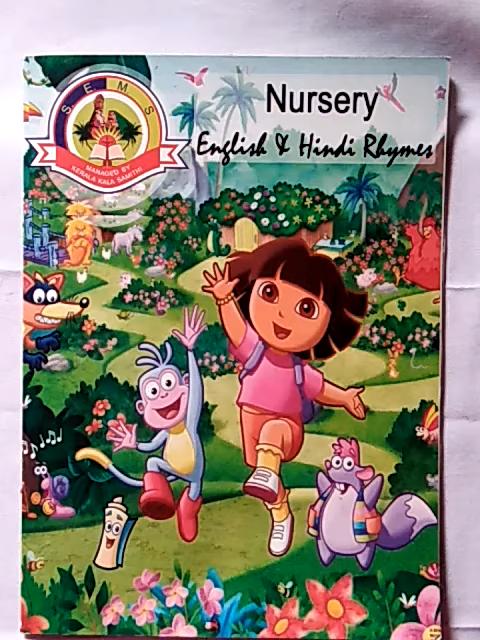 S. E. M. S
MANAGED BY
KERALA KALA SAMITHI
Nursery
English & Hindi Rhymes